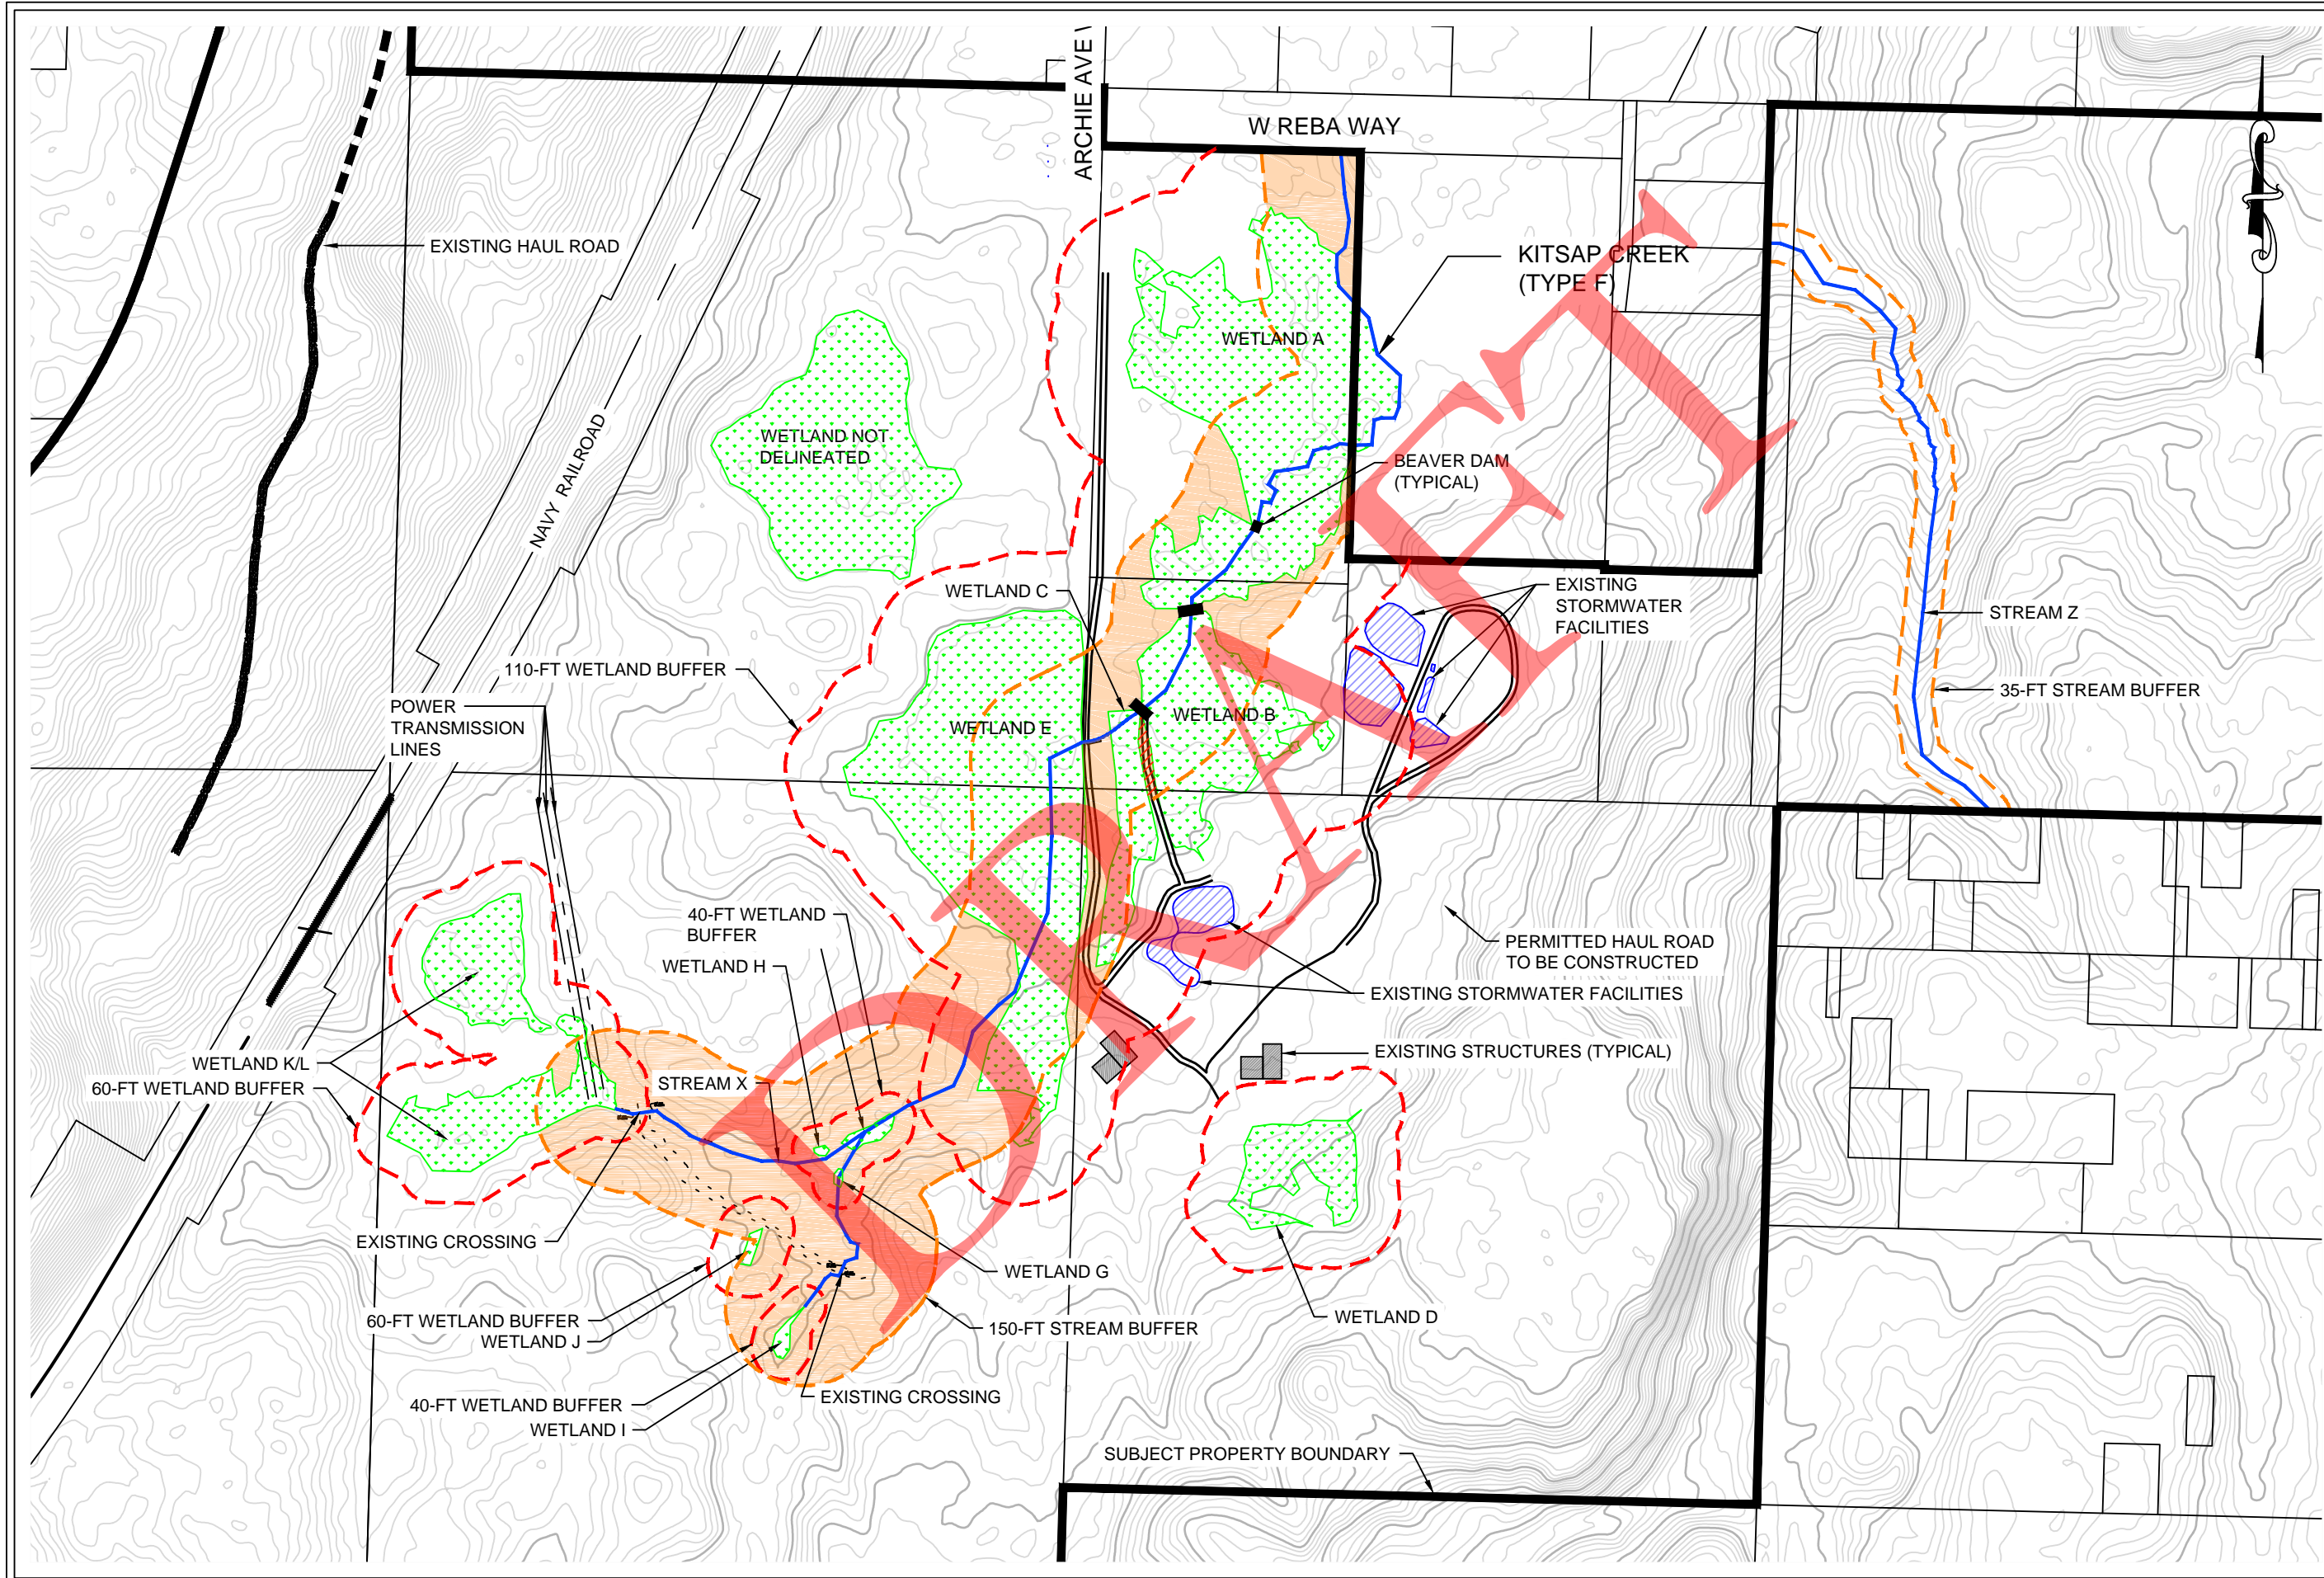 ARCHIE AVE
W REBA WAY
EXISTING HAUL ROAD
KITSAP CREEK
(TYPE F)
WETLAND A
NAVY RAILROAD
WETLAND NOT
DELINEATED
BEAVER DAM
(TYPICAL)
WETLAND C
EXISTING
STORMWATER
FACILITIES
STREAM Z
110-FT WETLAND BUFFER
35-FT STREAM BUFFER
POWER
TRANSMISSION
LINES
WETLAND E
WETLAND B
40-FT WETLAND
BUFFER
WETLAND H
PERMITTED HAUL ROAD
TO BE CONSTRUCTED
EXISTING STORMWATER FACILITIES
EXISTING STRUCTURES (TYPICAL)
WETLAND K/L
60-FT WETLAND BUFFER
STREAM X
EXISTING CROSSING
WETLAND G
60-FT WETLAND BUFFER
WETLAND J
150-FT STREAM BUFFER
WETLAND D
40-FT WETLAND BUFFER
WETLAND I
EXISTING CROSSING
SUBJECT PROPERTY BOUNDARY
DRAFT